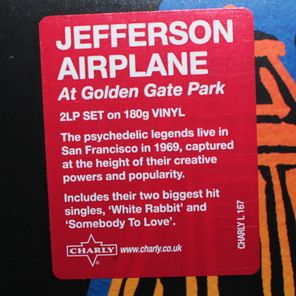 JEFFERSON
AIRPLANE
At Golden Gate Park
2LP SET on 180g VINYL
The psychedelic legends live in
San Francisco in 1969, captured
at the height of their creative
powers and popularity.
Includes their two biggest hit
singles, 'White Rabbit' and
'Somebody To Love'.
CHARLY
www.charly.co.uk
CHARLY L 167